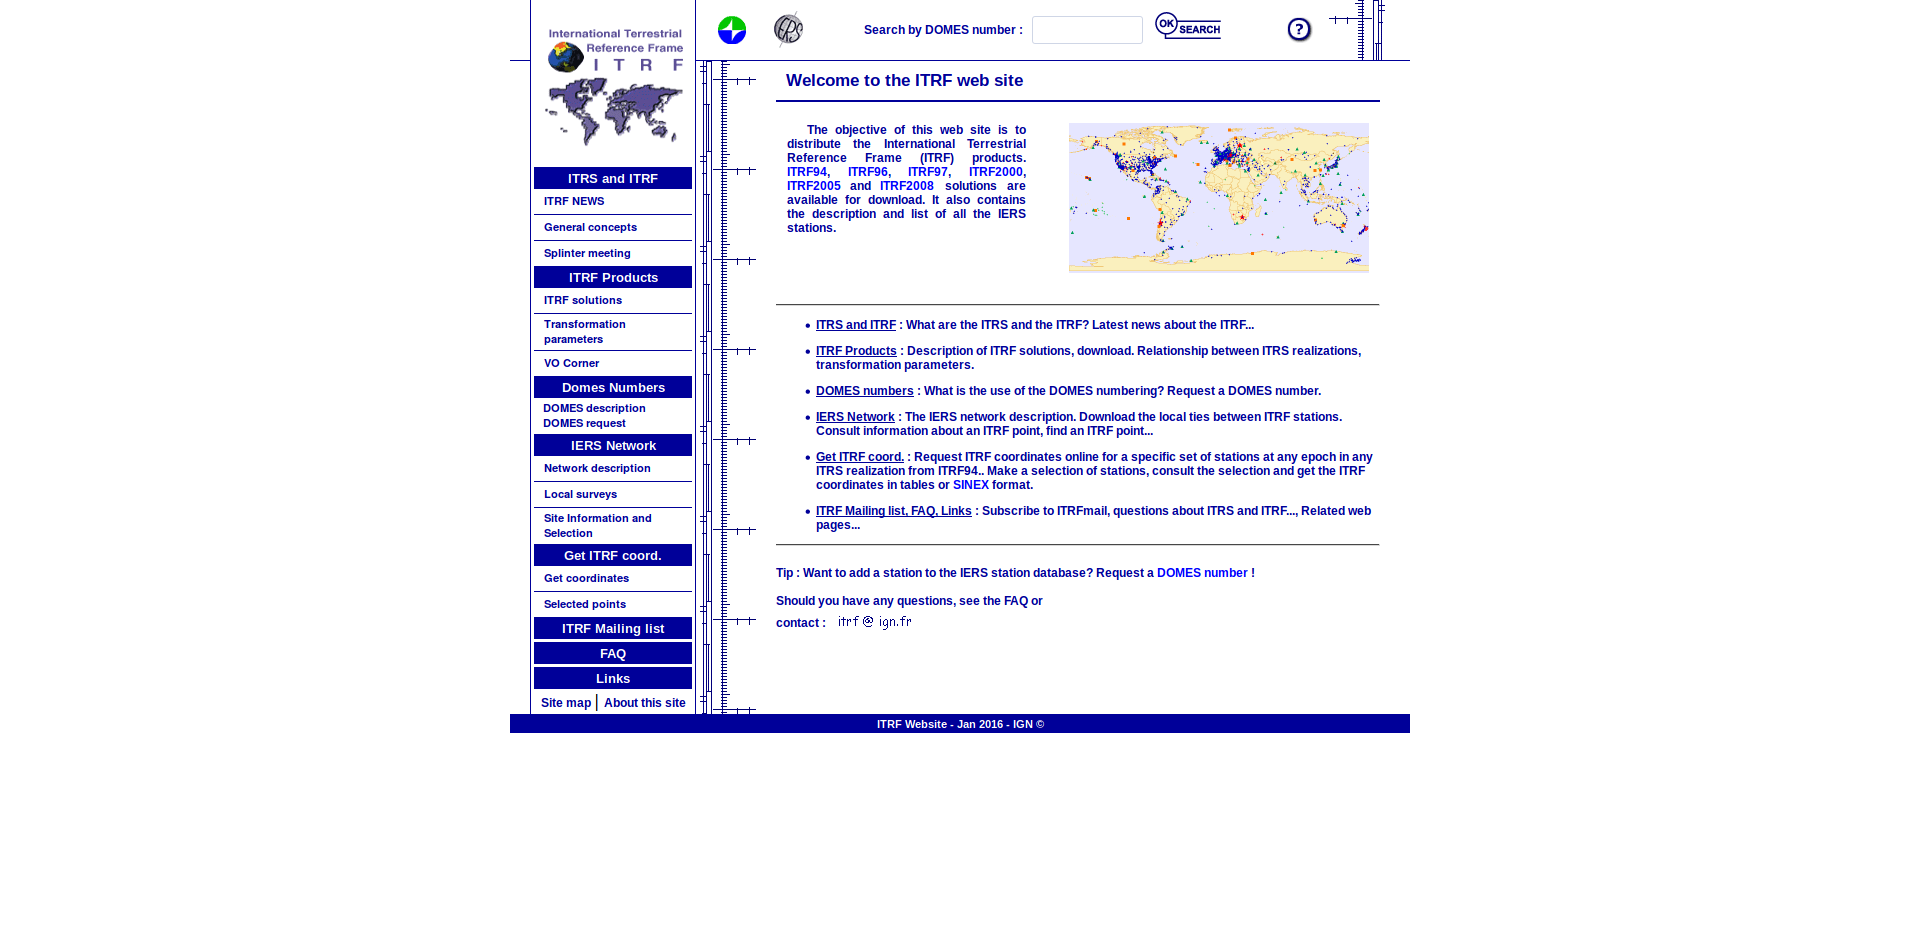 International Terrestrial
Reference Frame
I T R F
Search by DOMES number :
OK
SEARCH
?
ITRS and ITRF
ITRF NEWS
General concepts
Splinter meeting
ITRF Products
ITRF solutions
Transformation
parameters
VO Corner
Domes Numbers
DOMES description
DOMES request
IERS Network
Network description
Local surveys
Site Information and
Selection
Get ITRF coord.
Get coordinates
Selected points
ITRF Mailing list
FAQ
Links
Site map | About this site
Welcome to the ITRF web site
The objective of this web site is to
distribute the International Terrestrial
Reference Frame (ITRF) products.
ITRF94, ITRF96, ITRF97, ITRF2000,
ITRF2005 and ITRF2008 solutions are
available for download. It also contains
the description and list of all the IERS
stations.
• ITRS and ITRF : What are the ITRS and the ITRF? Latest news about the ITRF...
• ITRF Products : Description of ITRF solutions, download. Relationship between ITRS realizations,
transformation parameters.
• DOMES numbers : What is the use of the DOMES numbering? Request a DOMES number.
• IERS Network : The IERS network description. Download the local ties between ITRF stations.
Consult information about an ITRF point, find an ITRF point...
• Get ITRF coord. : Request ITRF coordinates online for a specific set of stations at any epoch in any
ITRS realization from ITRF94.. Make a selection of stations, consult the selection and get the ITRF
coordinates in tables or SINEX format.
• ITRF Mailing list, FAQ, Links : Subscribe to ITRFmail, questions about ITRS and ITRF..., Related web
pages...
Tip : Want to add a station to the IERS station database? Request a DOMES number !
Should you have any questions, see the FAQ or
contact : itrf @ ign.fr
ITRF Website - Jan 2016 - IGN ©